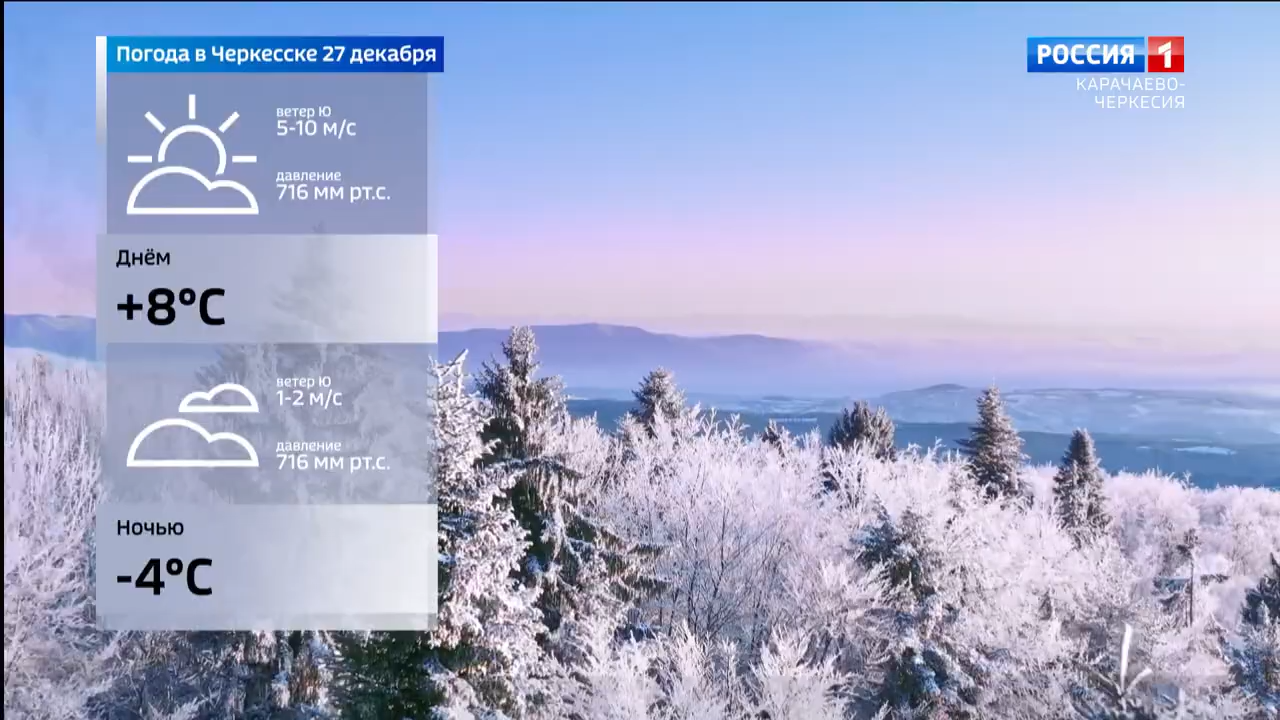 Погода в Черкесске 27 декабря
РОССИЯ 1
КАРАЧАЕВО-
ЧЕРКЕСИЯ
ветер Ю
5-10 м/с
давление
716 мм рт.с.
Днём
+8°C
ветер Ю
1-2 м/с
давление
716 мм рт.с.
Ночью
-4°C